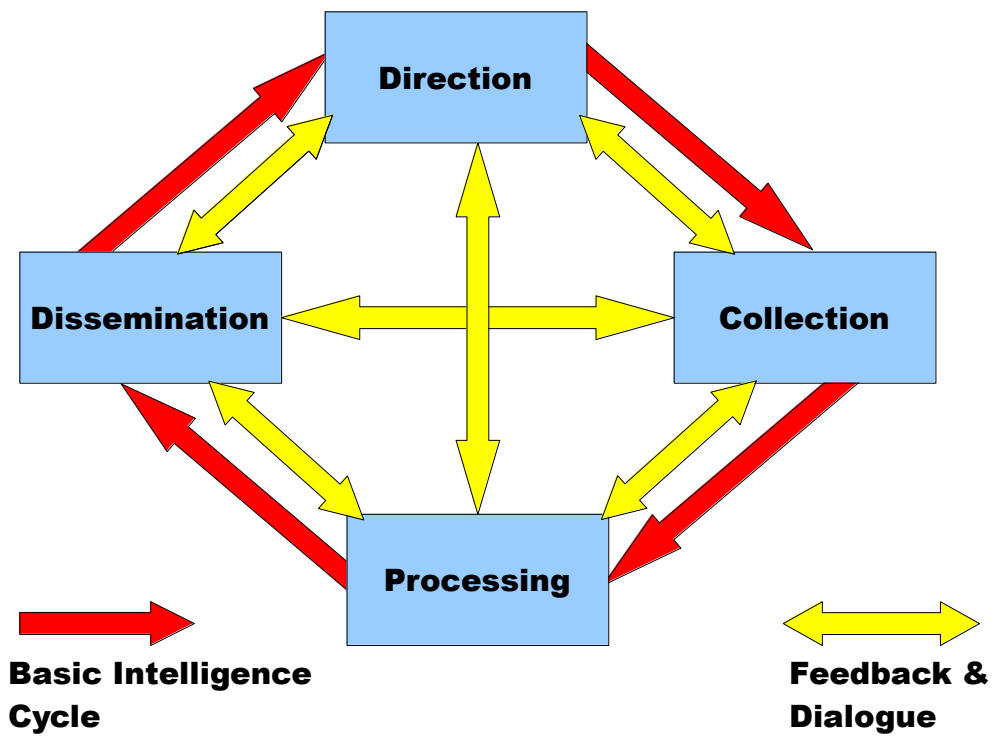 Direction
Dissemination
Collection
Processing
Basic Intelligence
Cycle
Feedback &
Dialogue